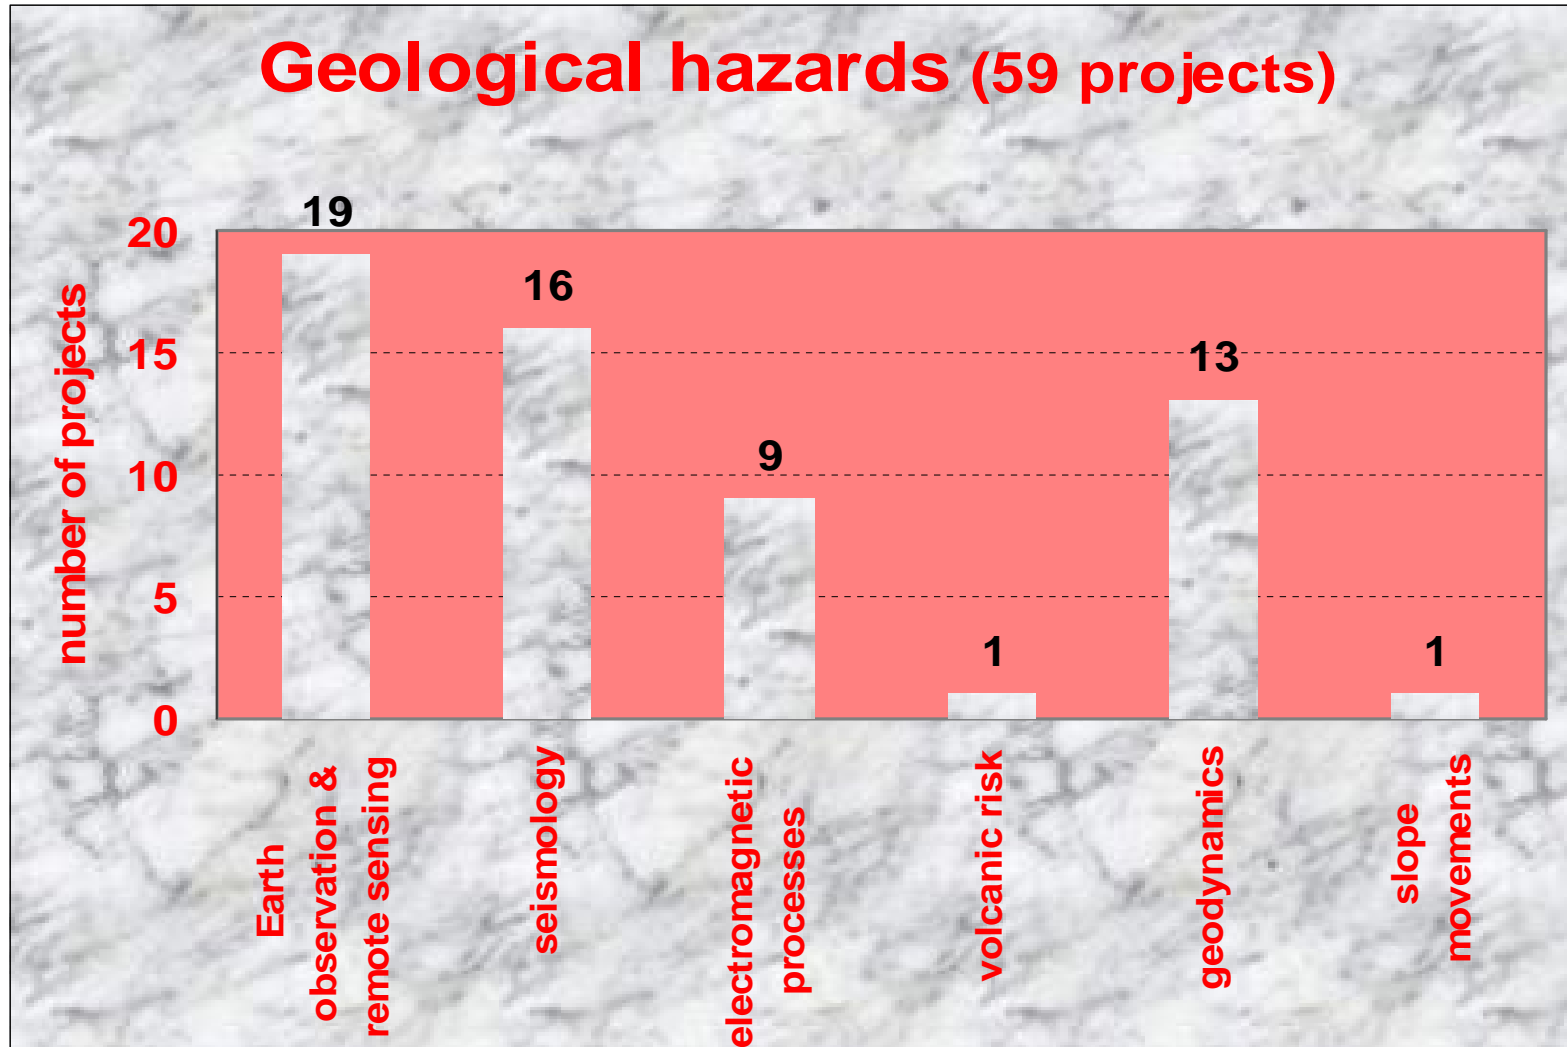 Geological hazards (59 projects)
number of projects
20
15
10
5
0
19
16
9
1
13
1
Earth
observation &
remote sensing
seismology
electromagnetic
processes
volcanic risk
geodynamics
slope
movements